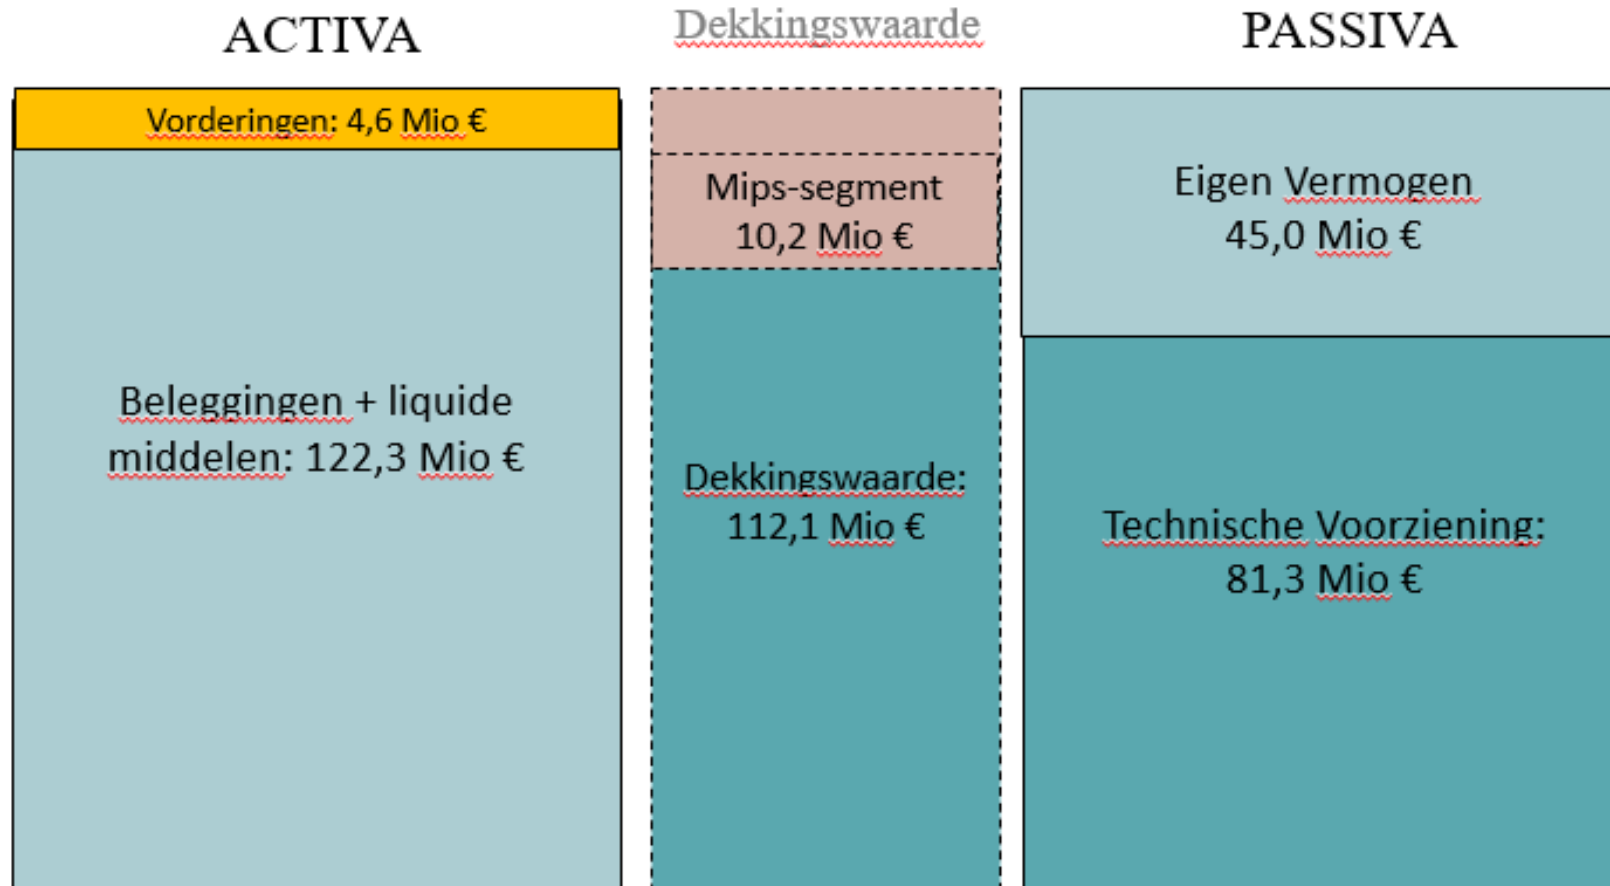 ACTIVA
Dekkingswaarde
PASSIVA
Vorderingen: 4,6 Mio €
Beleggingen + liquide
middelen: 122,3 Mio €
Mips-segment
10,2 Mio €
Dekkingswaarde:
112,1 Mio €
Eigen Vermogen
45,0 Mio €
Technische Voorziening:
81,3 Mio €